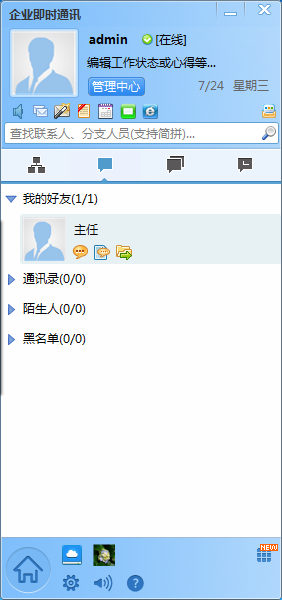 企业即时通讯
admin [在线]
编辑工作状态或心得等...
管理中心 7/24 星期三
查找联系人、分支人员(支持简拼)...
我的好友(1/1)
主任
通讯录(0/0)
陌生人(0/0)
黑名单(0/0)
NEW